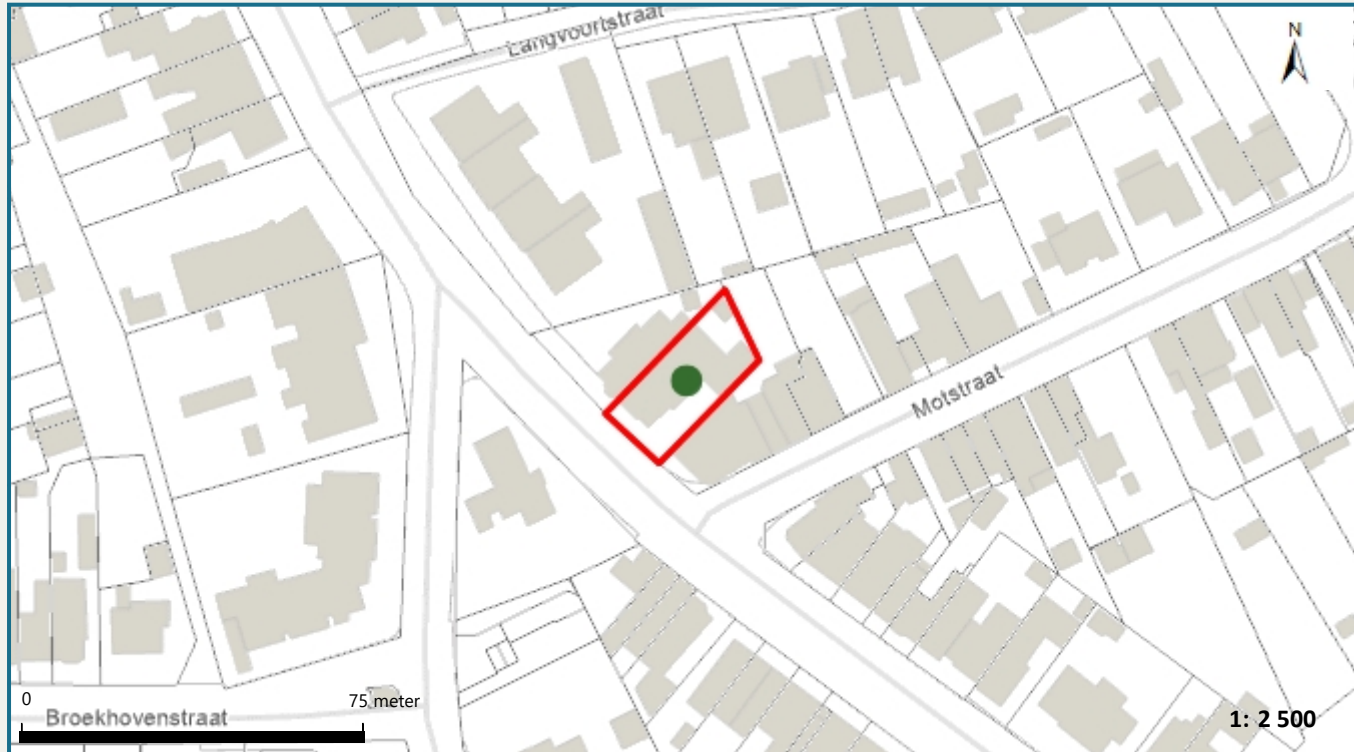 Langvoortstraat
N
Motstraat
0
75 meter
Broekhovenstraat
1: 2 500